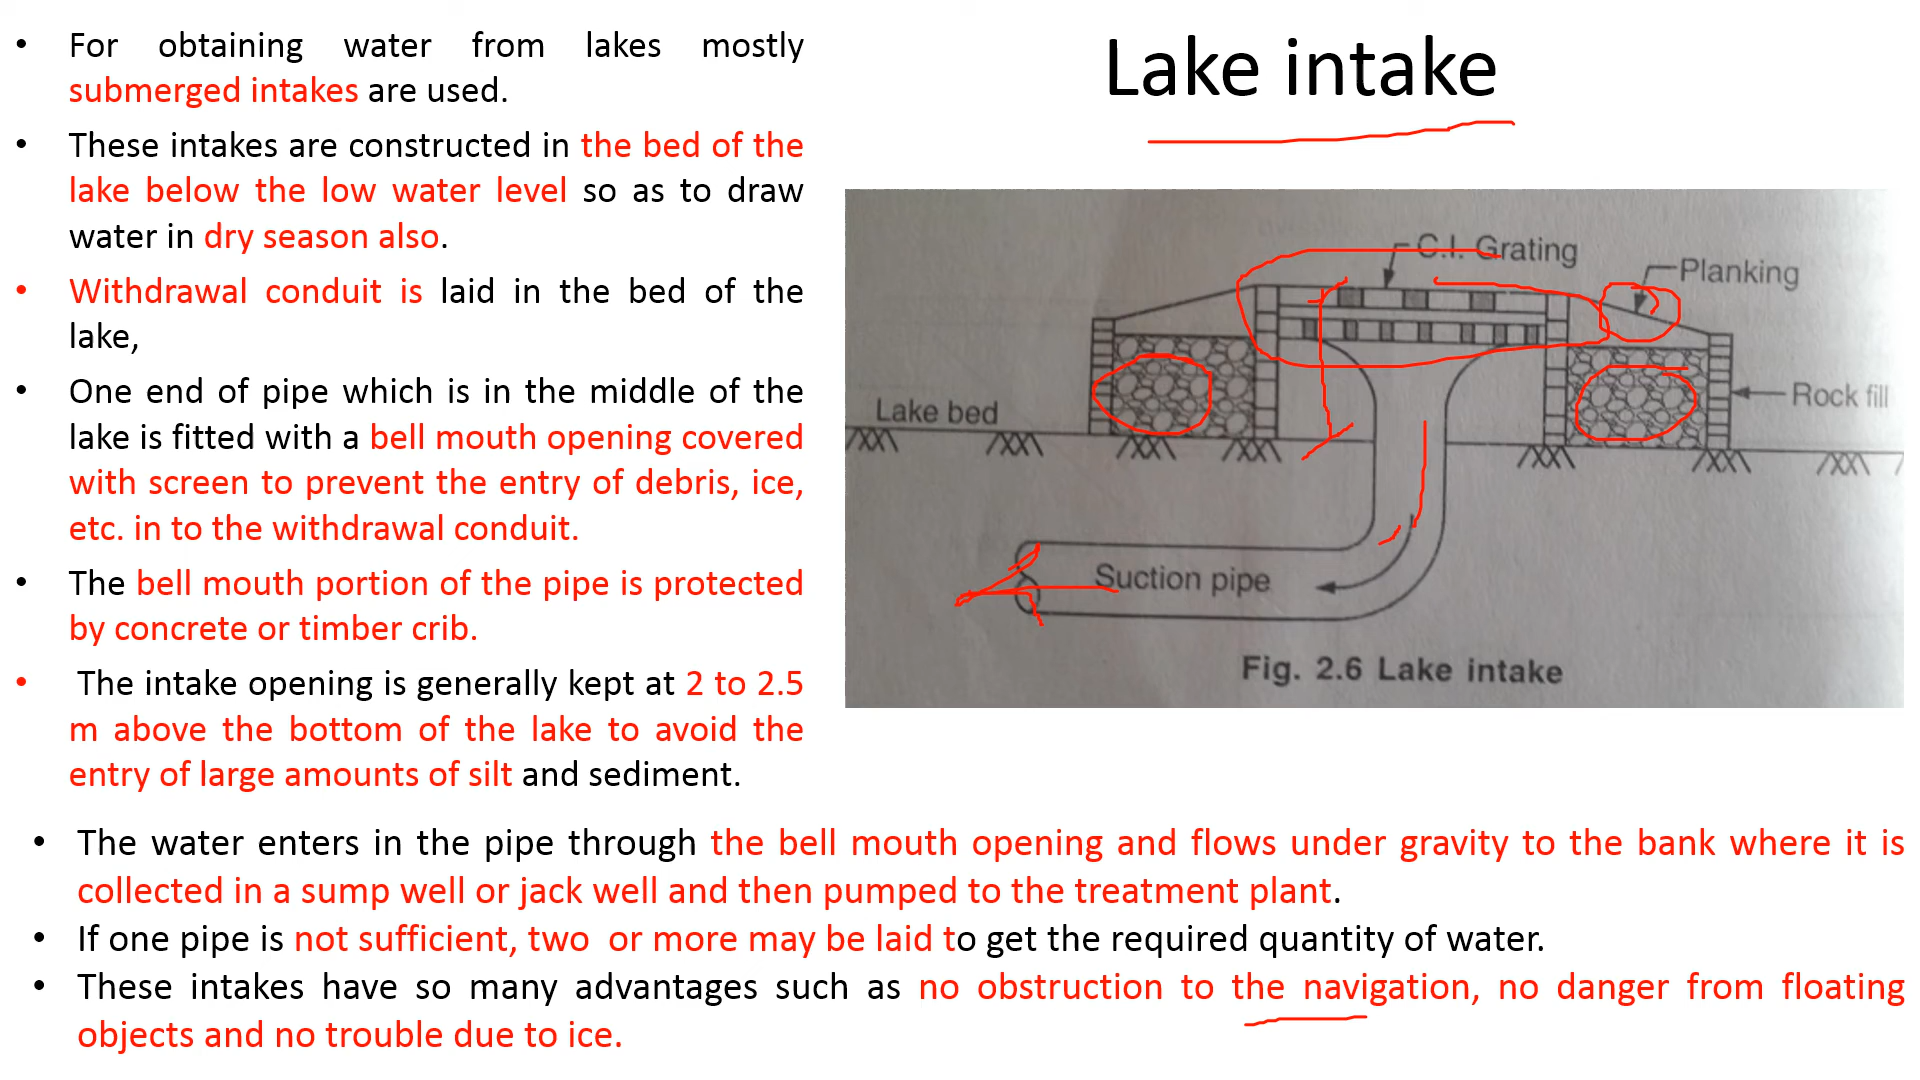 Lake intake
• For obtaining water from lakes mostly
submerged intakes are used.
• These intakes are constructed in the bed of the
lake below the low water level so as to draw
water in dry season also.
• Withdrawal conduit is laid in the bed of the
lake,
• One end of pipe which is in the middle of the
lake is fitted with a bell mouth opening covered
with screen to prevent the entry of debris, ice,
etc. in to the withdrawal conduit.
• The bell mouth portion of the pipe is protected
by concrete or timber crib.
• The intake opening is generally kept at 2 to 2.5
m above the bottom of the lake to avoid the
entry of large amounts of silt and sediment.
C.I. Grating
Planking
Lake bed
Rock fill
Suction pipe
Fig. 2.6 Lake intake
• The water enters in the pipe through the bell mouth opening and flows under gravity to the bank where it is
collected in a sump well or jack well and then pumped to the treatment plant.
• If one pipe is not sufficient, two or more may be laid to get the required quantity of water.
• These intakes have so many advantages such as no obstruction to the navigation, no danger from floating
objects and no trouble due to ice.